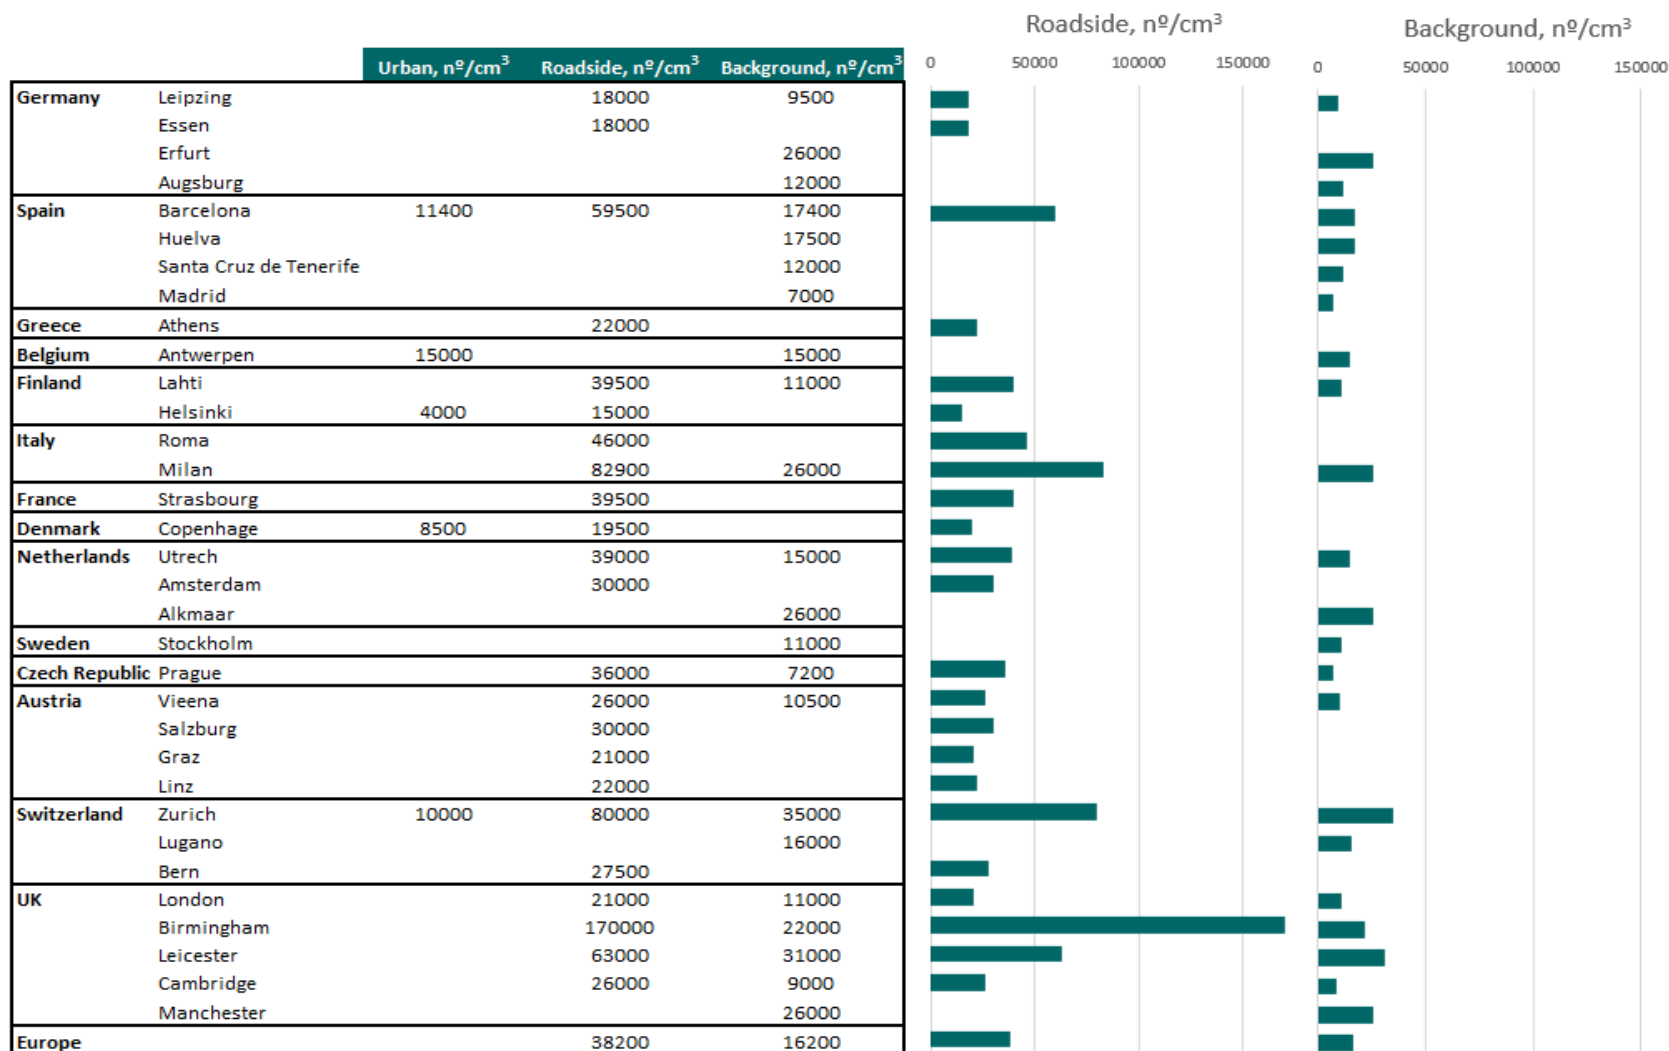 Roadside, nº/cm³ Background, nº/cm³
Urban, nº/cm³ Roadside, nº/cm³ Background, nº/cm³ 0 50000 100000 150000 0 50000 100000 150000
Germany Leipzing 18000 9500
Essen 18000
Erfurt 26000
Augsburg 12000
Spain Barcelona 11400 59500 17400
Huelva 17500
Santa Cruz de Tenerife 12000
Madrid 7000
Greece Athens 22000
Belgium Antwerpen 15000 15000
Finland Lahti 39500 11000
Helsinki 4000 15000
Italy Roma 46000
Milan 82900 26000
France Strasbourg 39500
Denmark Copenhage 8500 19500
Netherlands Utrech 39000 15000
Amsterdam 30000
Alkmaar 26000
Sweden Stockholm 11000
Czech Republic Prague 36000 7200
Austria Vieena 26000 10500
Salzburg 30000
Graz 21000
Linz 22000
Switzerland Zurich 10000 80000 35000
Lugano 16000
Bern 27500
UK London 21000 11000
Birmingham 170000 22000
Leicester 63000 31000
Cambridge 26000 9000
Manchester 26000
Europe 38200 16200